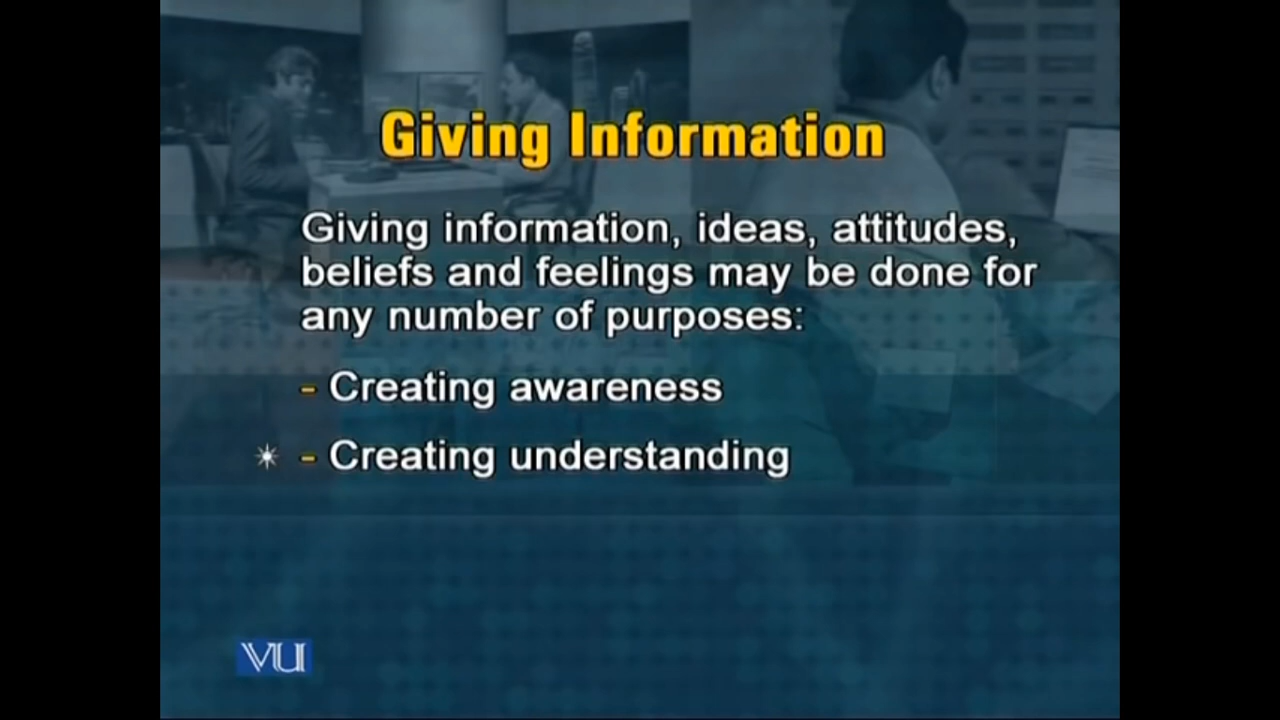 Giving Information
Giving information, ideas, attitudes,
beliefs and feelings may be done for
any number of purposes:
- Creating awareness
- Creating understanding
VU